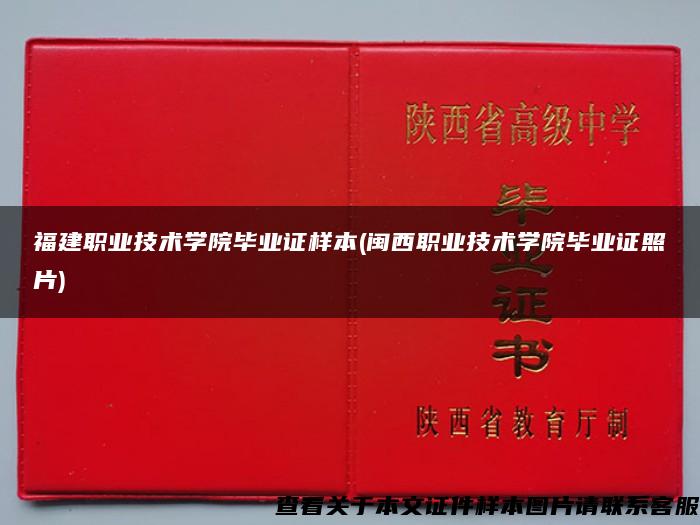 陕西省高级中学
毕业证书
福建职业技术学院毕业证样本(闽西职业技术学院毕业证照
片)
陕西省教育厅制
查看关于本文证件样本图片请联系客服